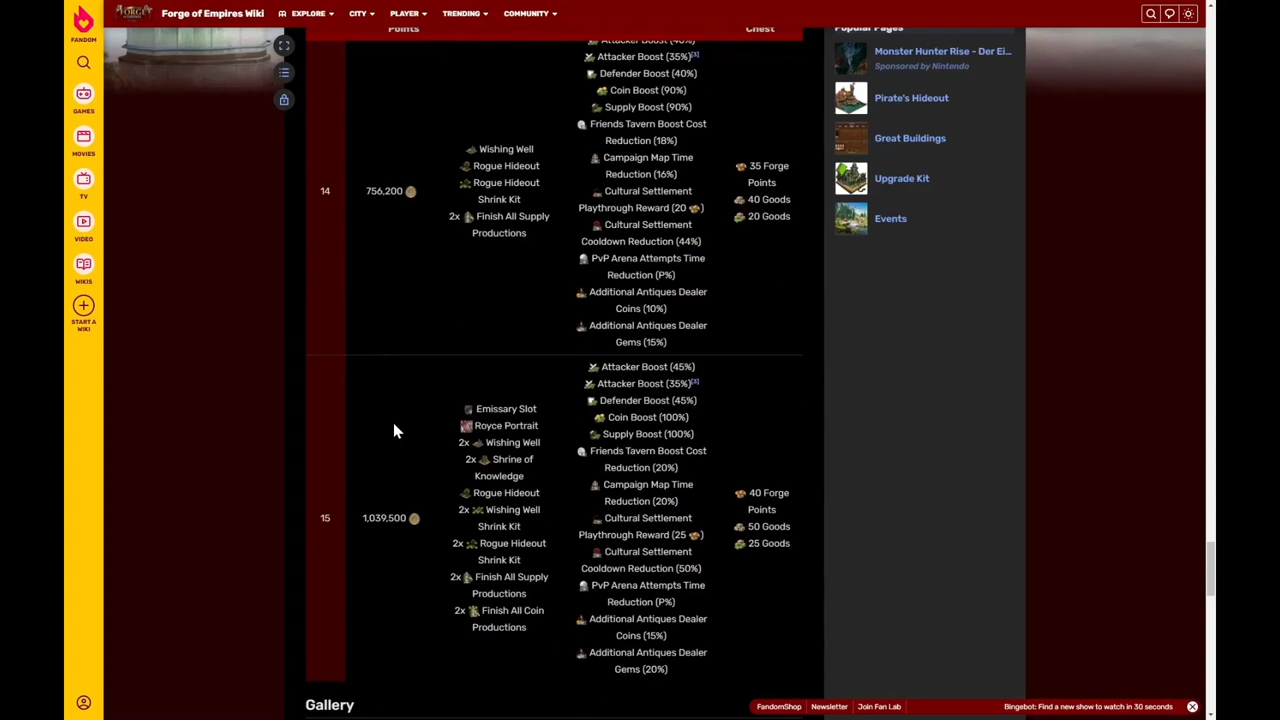 Forge of Empires Wiki
EXPLORE
CITY
PLAYER
TRENDING
COMMUNITY
FANDOM
GAMES
MOVIES
TV
VIDEO
WIKIS
START A
WIKI
Points
Chest
14
756,200
Wishing Well
Rogue Hideout
Rogue Hideout
Shrink Kit
2x Finish All Supply
Productions
Attacker Boost (40%)
Attacker Boost (35%)[3]
Defender Boost (40%)
Coin Boost (90%)
Supply Boost (90%)
Friends Tavern Boost Cost
Reduction (18%)
Campaign Map Time
Reduction (16%)
Cultural Settlement
Playthrough Reward (20 )
Cultural Settlement
Cooldown Reduction (44%)
PvP Arena Attempts Time
Reduction (P%)
Additional Antiques Dealer
Coins (10%)
Additional Antiques Dealer
Gems (15%)
35 Forge
Points
40 Goods
20 Goods
15
1,039,500
Emissary Slot
Royce Portrait
2x Wishing Well
2x Shrine of
Knowledge
Rogue Hideout
2x Wishing Well
Shrink Kit
2x Rogue Hideout
Shrink Kit
2x Finish All Supply
Productions
2x Finish All Coin
Productions
Attacker Boost (45%)
Attacker Boost (35%)[3]
Defender Boost (45%)
Coin Boost (100%)
Supply Boost (100%)
Friends Tavern Boost Cost
Reduction (20%)
Campaign Map Time
Reduction (20%)
Cultural Settlement
Playthrough Reward (25 )
Cultural Settlement
Cooldown Reduction (50%)
PvP Arena Attempts Time
Reduction (P%)
Additional Antiques Dealer
Coins (15%)
Additional Antiques Dealer
Gems (20%)
40 Forge
Points
50 Goods
25 Goods
Gallery
Popular Pages
Monster Hunter Rise - Der Ei...
Sponsored by Nintendo
Pirate's Hideout
Great Buildings
Upgrade Kit
Events
FandomShop
Newsletter
Join Fan Lab
Bingebot: Find a new show to watch in 30 seconds